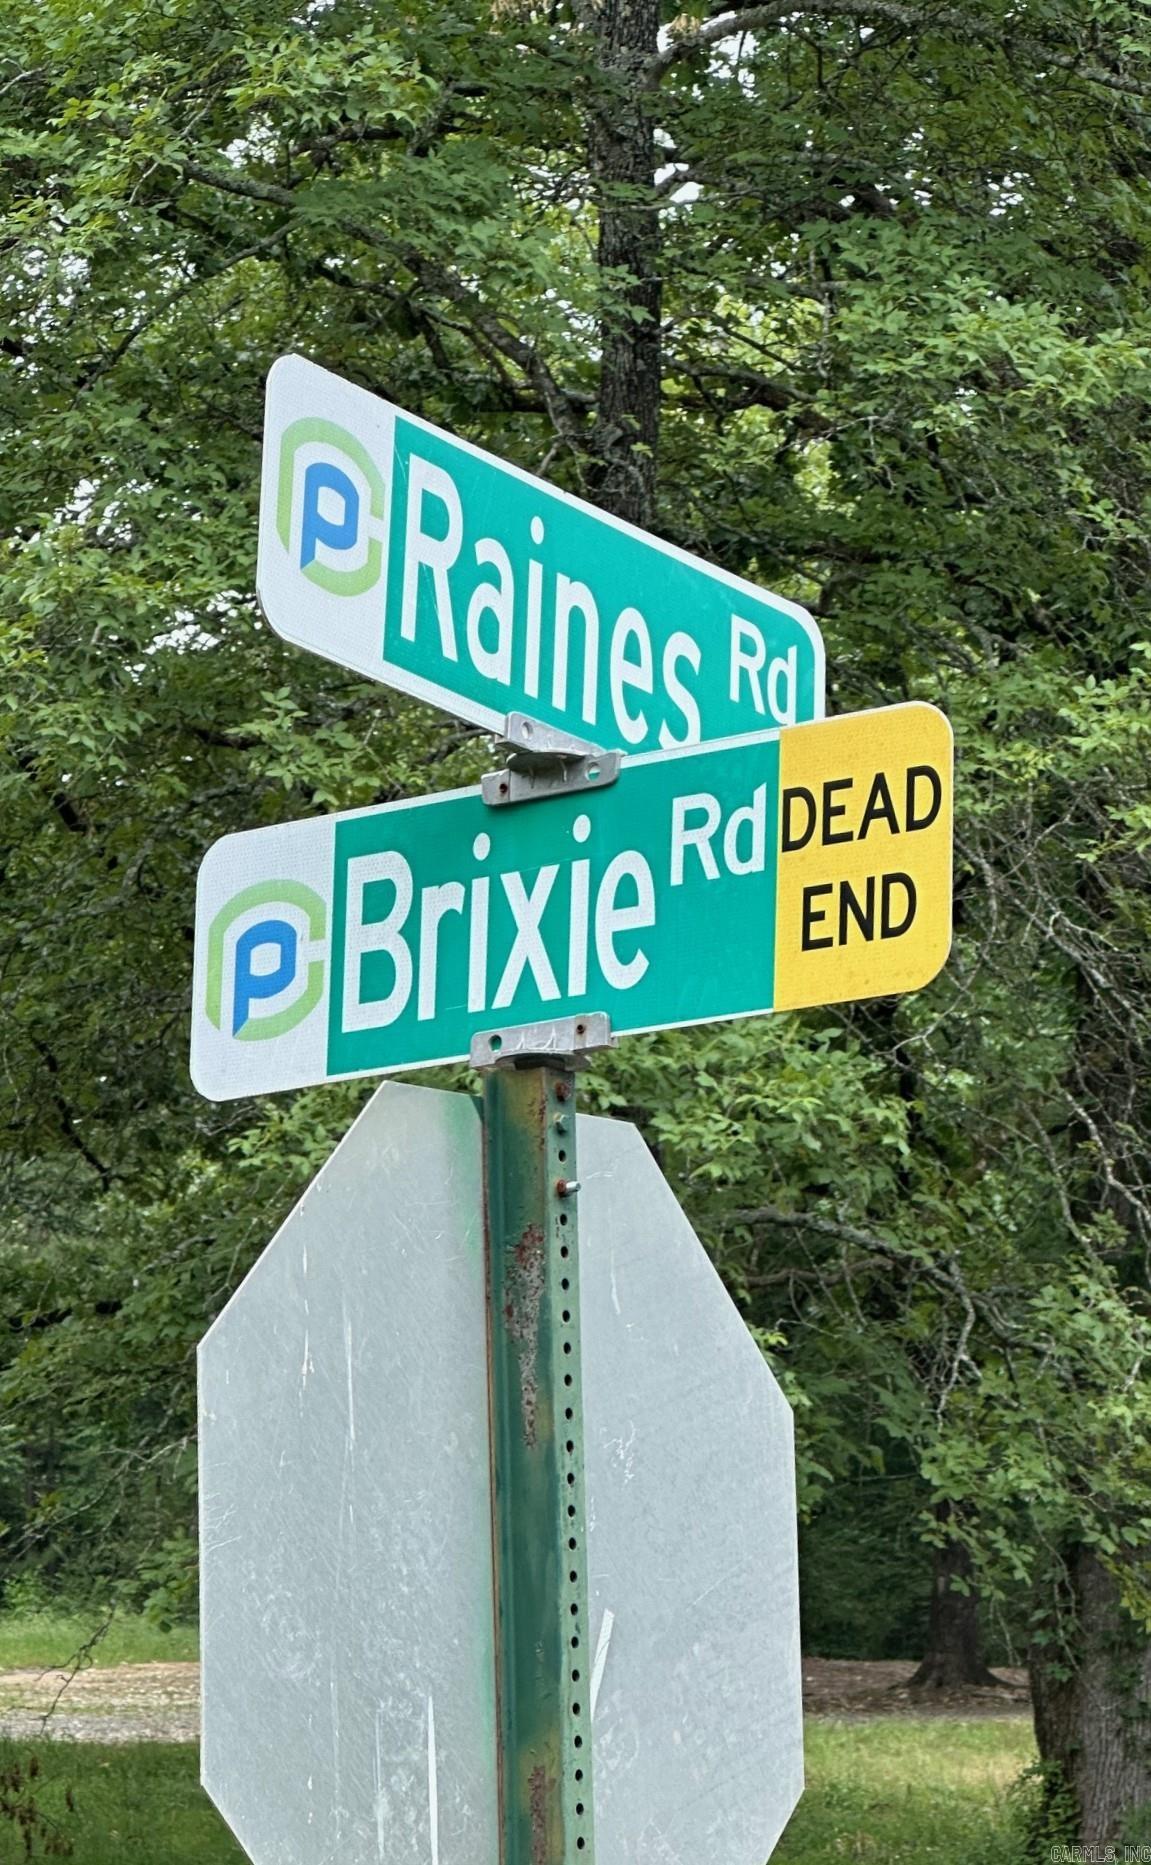 Raines Rd
Brixie Rd DEAD
END
CARMLS, INC